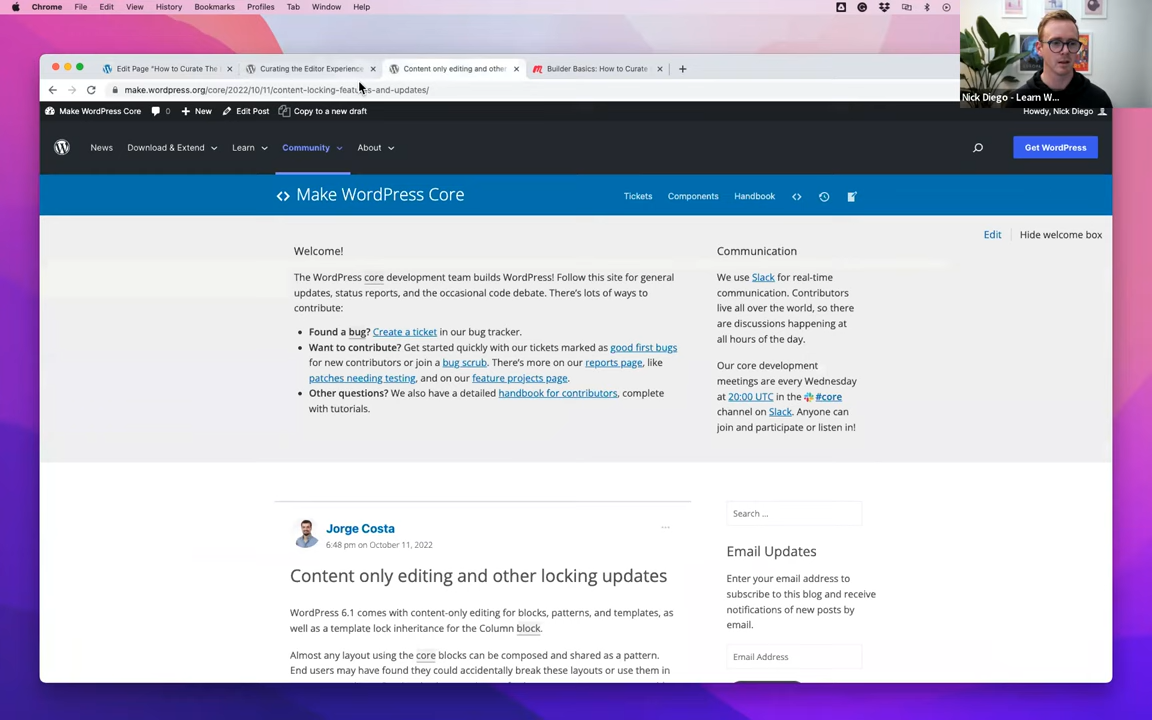 Chrome File Edit View History Bookmarks Profiles Tab Window Help
Edit Page "How to Curate The
Curating the Editor Experience
Content only editing and other
Builder Basics: How to Curate
make.wordpress.org/core/2022/10/11/content-locking-features-and-updates/
Nick Diego - Learn W...
Make WordPress Core 0 New Edit Post Copy to a new draft
Howdy, Nick Diego
News Download & Extend Learn Community About
Get WordPress
<> Make WordPress Core
Tickets Components Handbook <>
Edit Hide welcome box
Welcome!
The WordPress core development team builds WordPress! Follow this site for general
updates, status reports, and the occasional code debate. There's lots of ways to
contribute:
• Found a bug? Create a ticket in our bug tracker.
• Want to contribute? Get started quickly with our tickets marked as good first bugs
for new contributors or join a bug scrub. There's more on our reports page, like
patches needing testing, and on our feature projects page.
• Other questions? We also have a detailed handbook for contributors, complete
with tutorials.
Communication
We use Slack for real-time
communication. Contributors
live all over the world, so there
are discussions happening at
all hours of the day.
Our core development
meetings are every Wednesday
at 20:00 UTC in the #core
channel on Slack. Anyone can
join and participate or listen in!
Jorge Costa
6:48 pm on October 11, 2022
Content only editing and other locking updates
WordPress 6.1 comes with content-only editing for blocks, patterns, and templates, as
well as a template lock inheritance for the Column block.
Almost any layout using the core blocks can be composed and shared as a pattern.
End users may have found they could accidentally break these layouts or use them in
Search ...
Email Updates
Enter your email address to
subscribe to this blog and receive
notifications of new posts by
email.
Email Address